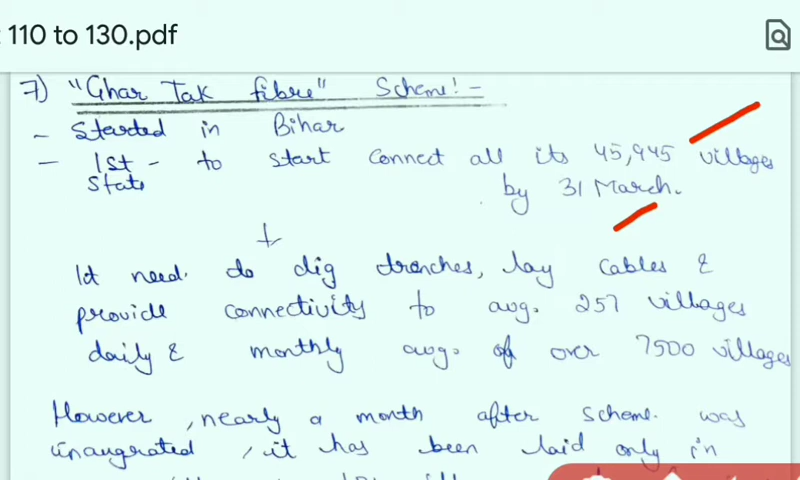 110 to 130.pdf
7) "Ghar Tak fibre" Scheme! -
- Started in Bihar
- 1st - to start connect all its 45,945 villages
State by 31 March.
It need to dig trenches, lay cables &
provide connectivity to avg. 257 villages
daily & monthly avg. of over 7500 villages
However, nearly a month after scheme was
inaugrated, it has been laid only in